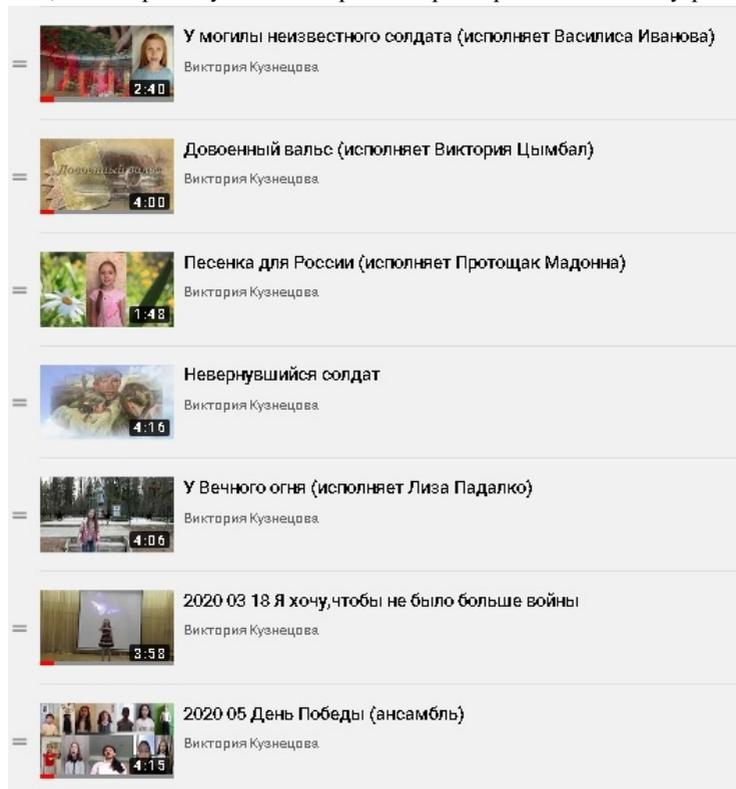 У могилы неизвестного солдата (исполняет Василиса Иванова)
Виктория Кузнецова
2:40
Довоенный вальс (исполняет Виктория Цымбал)
Виктория Кузнецова
Довоенный вальс
4:00
Песенка для России (исполняет Протощак Мадонна)
Виктория Кузнецова
1:48
Невернувшийся солдат
Виктория Кузнецова
4:16
У Вечного огня (исполняет Лиза Падалко)
Виктория Кузнецова
4:06
2020 03 18 Я хочу,чтобы не было больше войны
Виктория Кузнецова
3:58
2020 05 День Победы (ансамбль)
Виктория Кузнецова
4:15